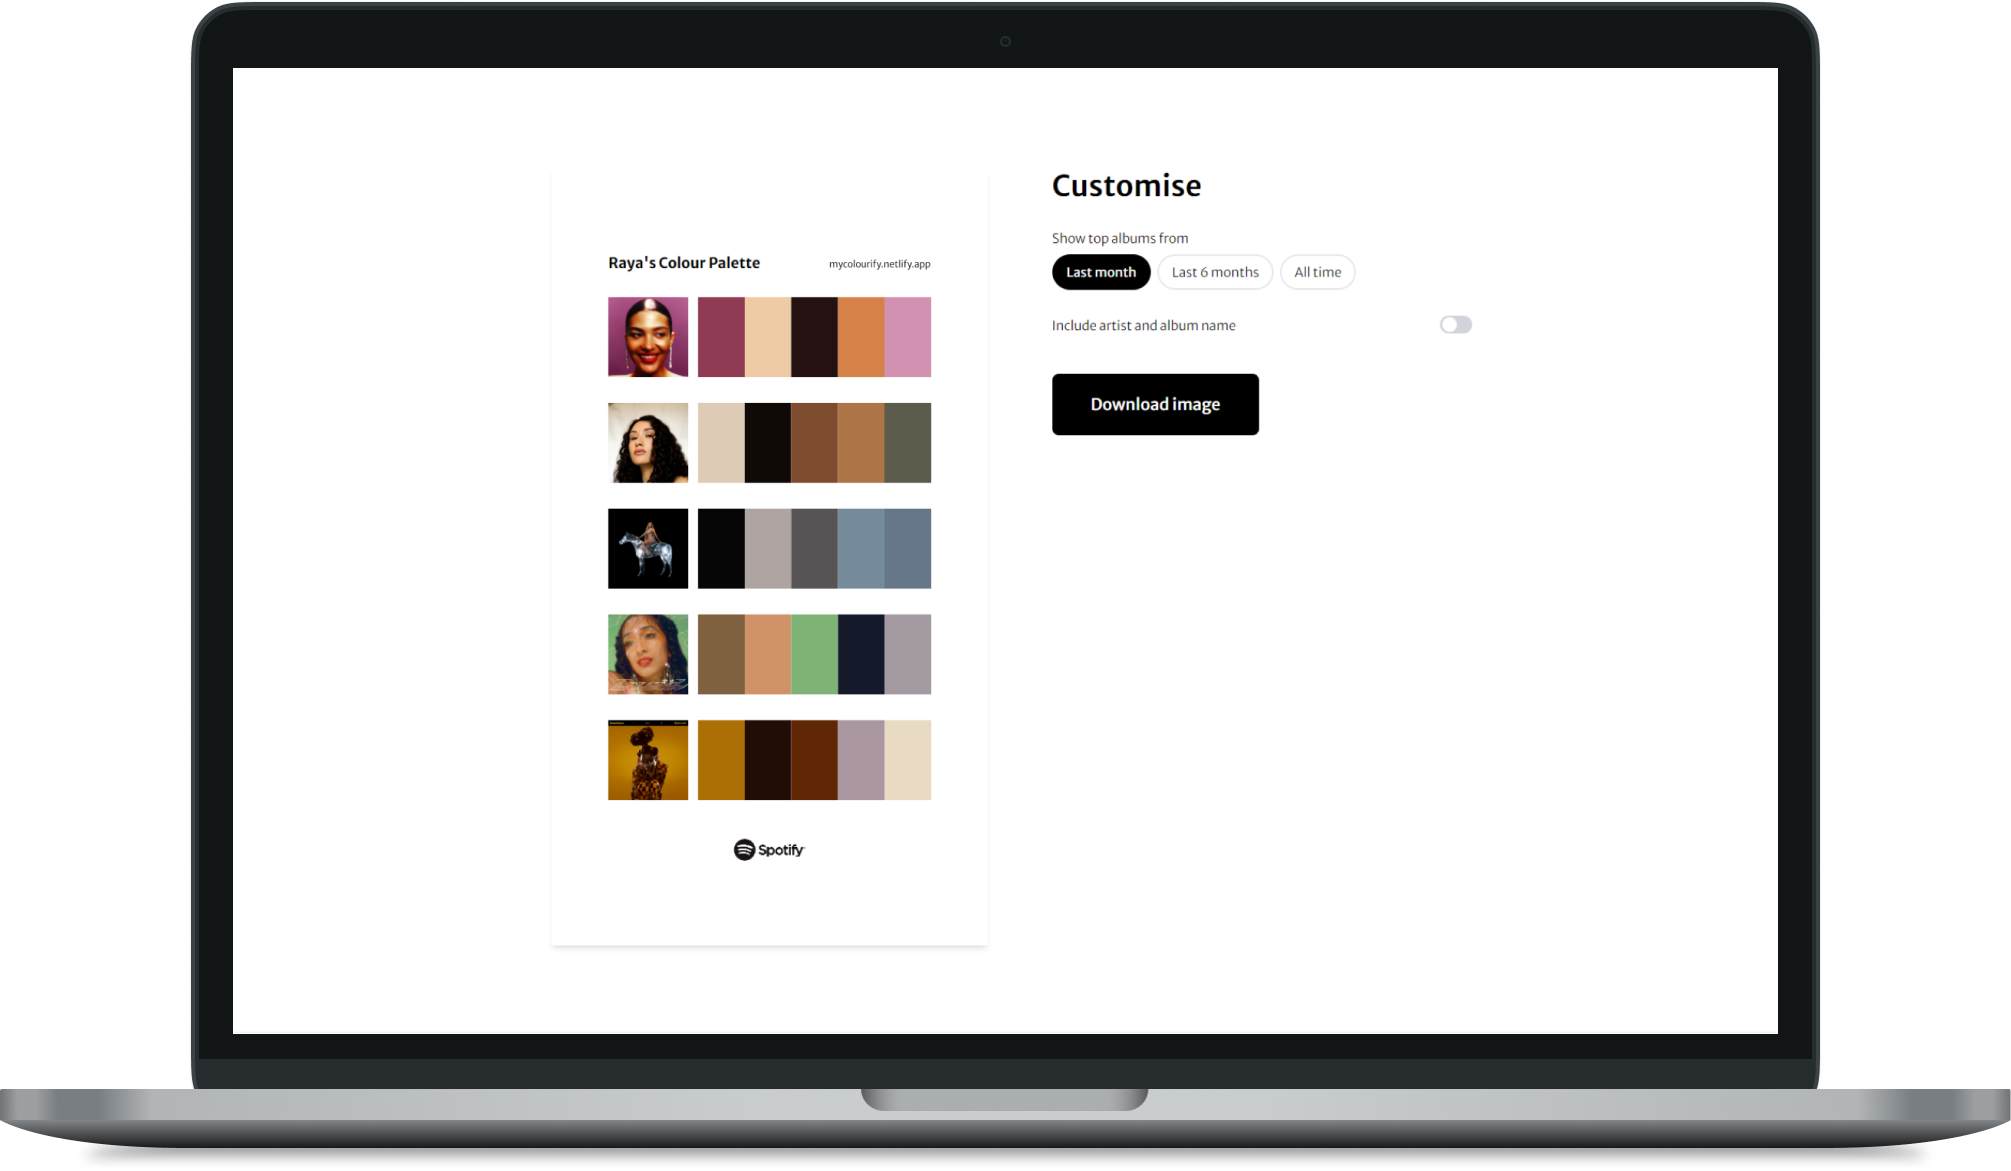 Raya's Colour Palette
mycolourify.netlify.app
Spotify
Customise
Show top albums from
Last month
Last 6 months
All time
Include artist and album name
Download image